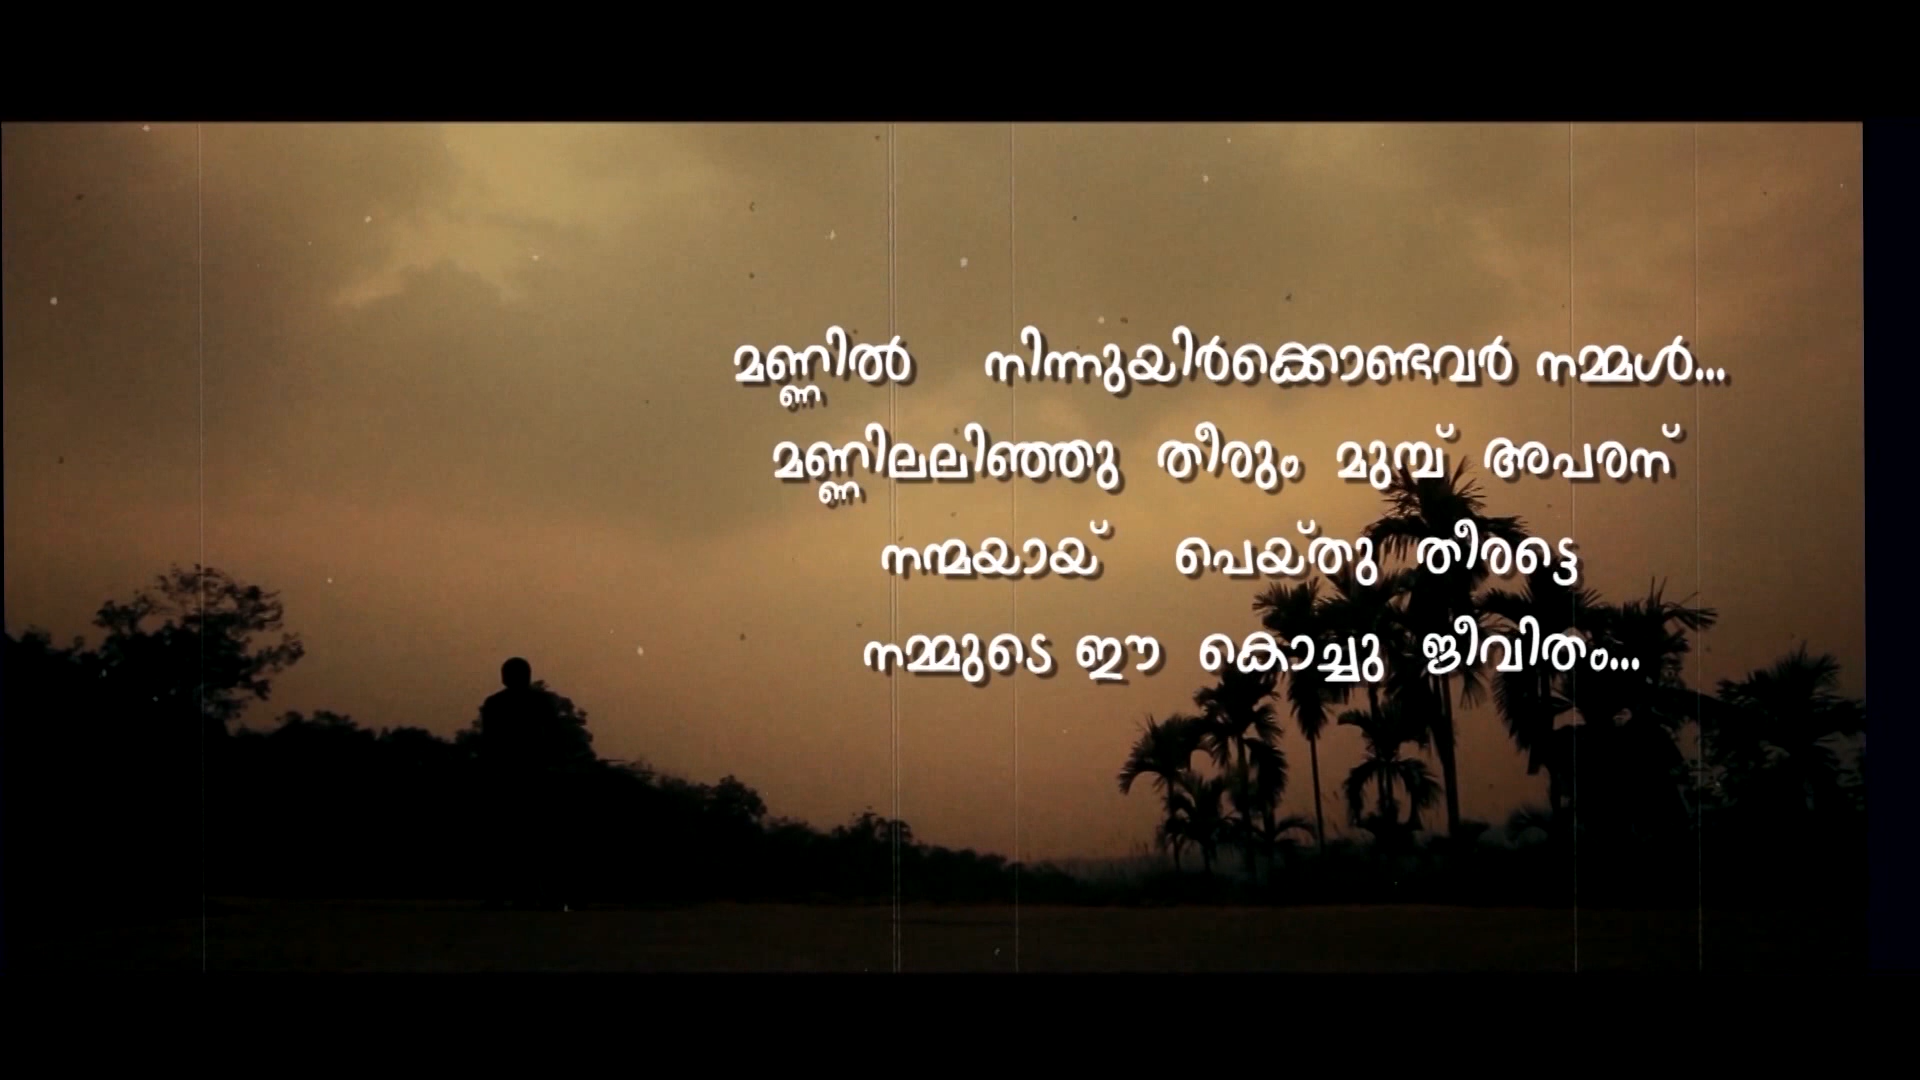 മണ്ണിൽ നിന്നുയിർക്കൊണ്ടവർ നമ്മൾ...
മണ്ണിലലിഞ്ഞു തീരും മുമ്പ് അപരന്
നന്മയായ് പെയ്തു തീരട്ടെ
നമ്മുടെ ഈ കൊച്ചു ജീവിതം...